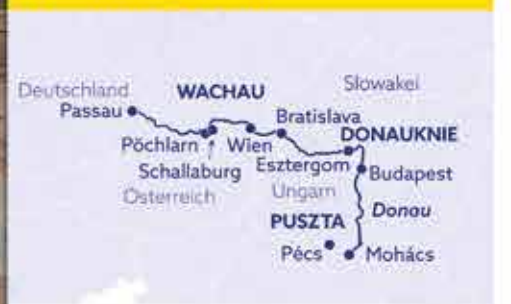 Deutschland
WACHAU
Slowakei
Passau
Bratislava
Pöchlarn
Wien
DONAUKNIE
Schallaburg
Esztergom
Budapest
Österreich
Ungarn
PUSZTA
Donau
Pécs
Mohács